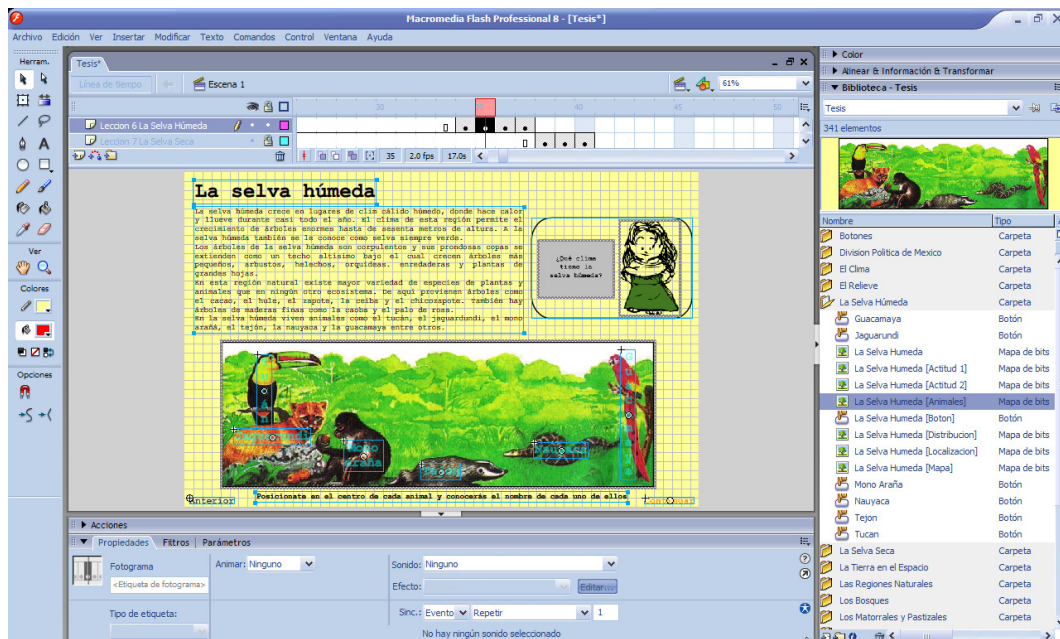 Macromedia Flash Professional 8 - [Tesis*]
Archivo Edición Ver Insertar Modificar Texto Comandos Control Ventana Ayuda
Herram.
Ver
Colores
Opciones
Tesis*
Línea de tiempo
Escena 1
61%
30 35 40 45 50
Leccion 6 La Selva Húmeda
Leccion 7 La Selva Seca
35 2.0 fps 17.0s
La selva húmeda
La selva húmeda crece en lugares de clim cálido húmedo, donde hace calor
y llueve durante casi todo el año. El clima de esta región permite el
crecimiento de árboles enormes hasta de sesenta metros de altura. A la
selva húmeda también se la conoce como selva siempre verde.
Los árboles de la selva húmeda son corpulentos y sus frondosas copas se
extienden como un techo altísimo bajo el cual crecen árboles más
pequeños, arbustos, helechos, orquídeas. enredaderas y plantas de
grandes hojas.
En esta región natural existe mayor variedad de especies de plantas y
animales que en ningún otro ecosistema. De aquí provienen árboles como
el cacao, el hule, el zapote, la ceiba y el chicozapote. También hay
árboles de maderas finas como la caoba y el palo de rosa.
En la selva húmeda viven animales como el tucán, el jaguardundi, el mono
araña, el tejón, la nauyaca y la guacamaya entre otros.
¿Qué clima
tiene la
selva húmeda?
Jaguarundi
Mono
araña
Tejón
Nauyaca
Anterior
Posicionate en el centro de cada animal y conocerás el nombre de cada uno de ellos
Continuar
Acciones
Propiedades Filtros Parámetros
Fotograma
<Etiqueta de fotograma>
Tipo de etiqueta:
Animar: Ninguno
Sonido: Ninguno
Efecto:
Editar...
Sinc.: Evento Repetir 1
No hay ningún sonido seleccionado
Color
Alinear & Información & Transformar
Biblioteca - Tesis
Tesis
341 elementos
Nombre Tipo
Botones Carpeta
Division Politica de Mexico Carpeta
El Clima Carpeta
El Relieve Carpeta
La Selva Húmeda Carpeta
Guacamaya Botón
Jaguarundi Botón
La Selva Humeda Mapa de bits
La Selva Humeda [Actitud 1] Mapa de bits
La Selva Humeda [Actitud 2] Mapa de bits
La Selva Humeda [Animales] Mapa de bits
La Selva Humeda [Boton] Botón
La Selva Humeda [Distribucion] Mapa de bits
La Selva Humeda [Localizacion] Mapa de bits
La Selva Humeda [Mapa] Mapa de bits
Mono Araña Botón
Nauyaca Botón
Tejon Botón
Tucan Botón
La Selva Seca Carpeta
La Tierra en el Espacio Carpeta
Las Regiones Naturales Carpeta
Los Bosques Carpeta
Los Matorrales y Pastizales Carpeta